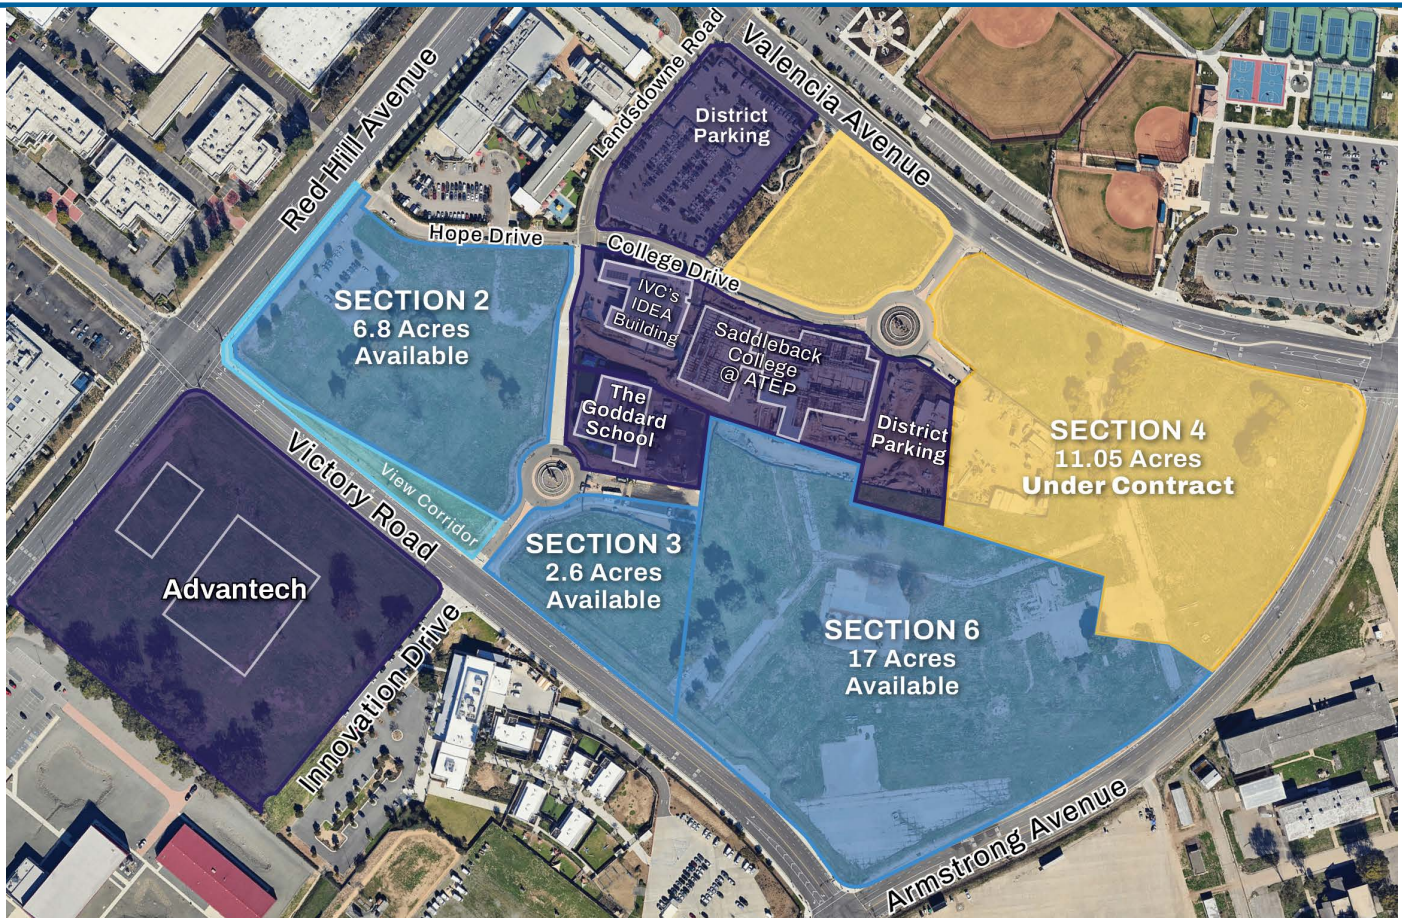 Red Hill Avenue
Landsdowne Road
Valencia Avenue
District
Parking
Hope Drive
College Drive
IVC's
IDEA
Building
Saddleback
College
@ ATEP
SECTION 2
6.8 Acres
Available
The
Goddard
School
District
Parking
SECTION 4
11.05 Acres
Under Contract
Victory Road
View Corridor
SECTION 3
2.6 Acres
Available
Advantech
SECTION 6
17 Acres
Available
Innovation Drive
Armstrong Avenue